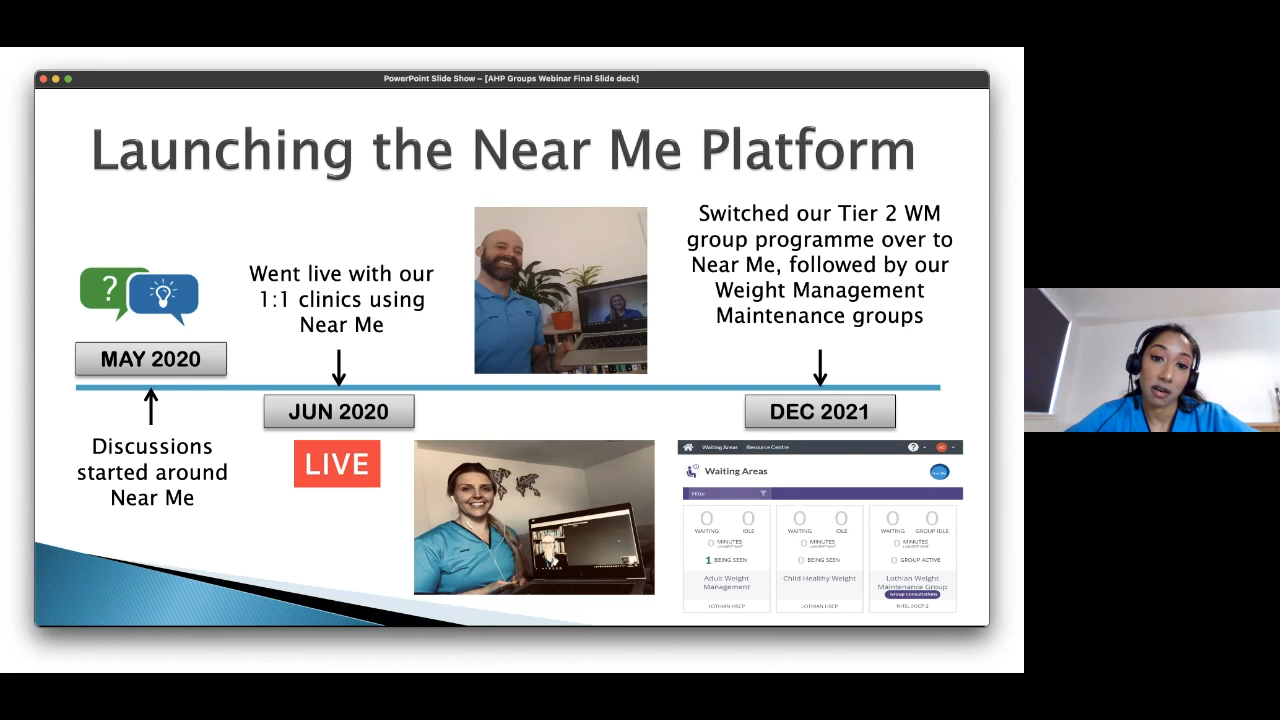 PowerPoint Slide Show – [AHP Groups Webinar Final Slide deck]
Launching the Near Me Platform
?
MAY 2020
Discussions
started around
Near Me
Went live with our
1:1 clinics using
Near Me
JUN 2020
LIVE
Switched our Tier 2 WM
group programme over to
Near Me, followed by our
Weight Management
Maintenance groups
DEC 2021
Waiting Areas Resource Centre ?
Waiting Areas
Filter
0 0
WAITING IDLE
0 MINUTES
LONGEST WAIT
1 BEING SEEN
Adult Weight
Management
LOTHIAN HSCP
0 0
WAITING IDLE
0 MINUTES
LONGEST WAIT
0 BEING SEEN
Child Healthy Weight
LOTHIAN HSCP
0 0
WAITING GROUP IDLE
0 MINUTES
LONGEST WAIT
0 GROUP ACTIVE
Lothian Weight
Maintenance Group
Group Consultations
NHSL HSCP 2